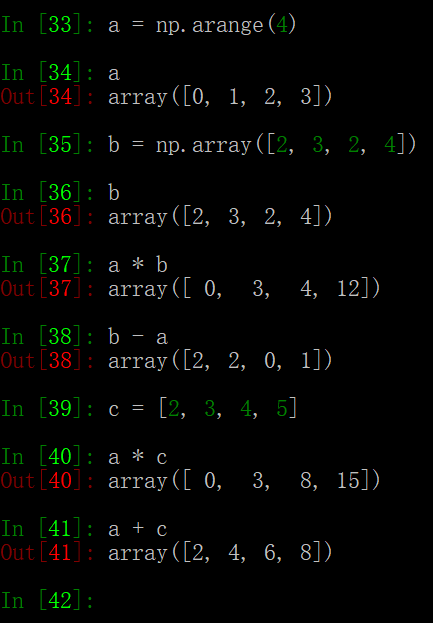 In [33]: a = np.arange(4)
In [34]: a
Out[34]: array([0, 1, 2, 3])
In [35]: b = np.array([2, 3, 2, 4])
In [36]: b
Out[36]: array([2, 3, 2, 4])
In [37]: a * b
Out[37]: array([ 0,  3,  4, 12])
In [38]: b - a
Out[38]: array([2, 2, 0, 1])
In [39]: c = [2, 3, 4, 5]
In [40]: a * c
Out[40]: array([ 0,  3,  8, 15])
In [41]: a + c
Out[41]: array([2, 4, 6, 8])
In [42]: